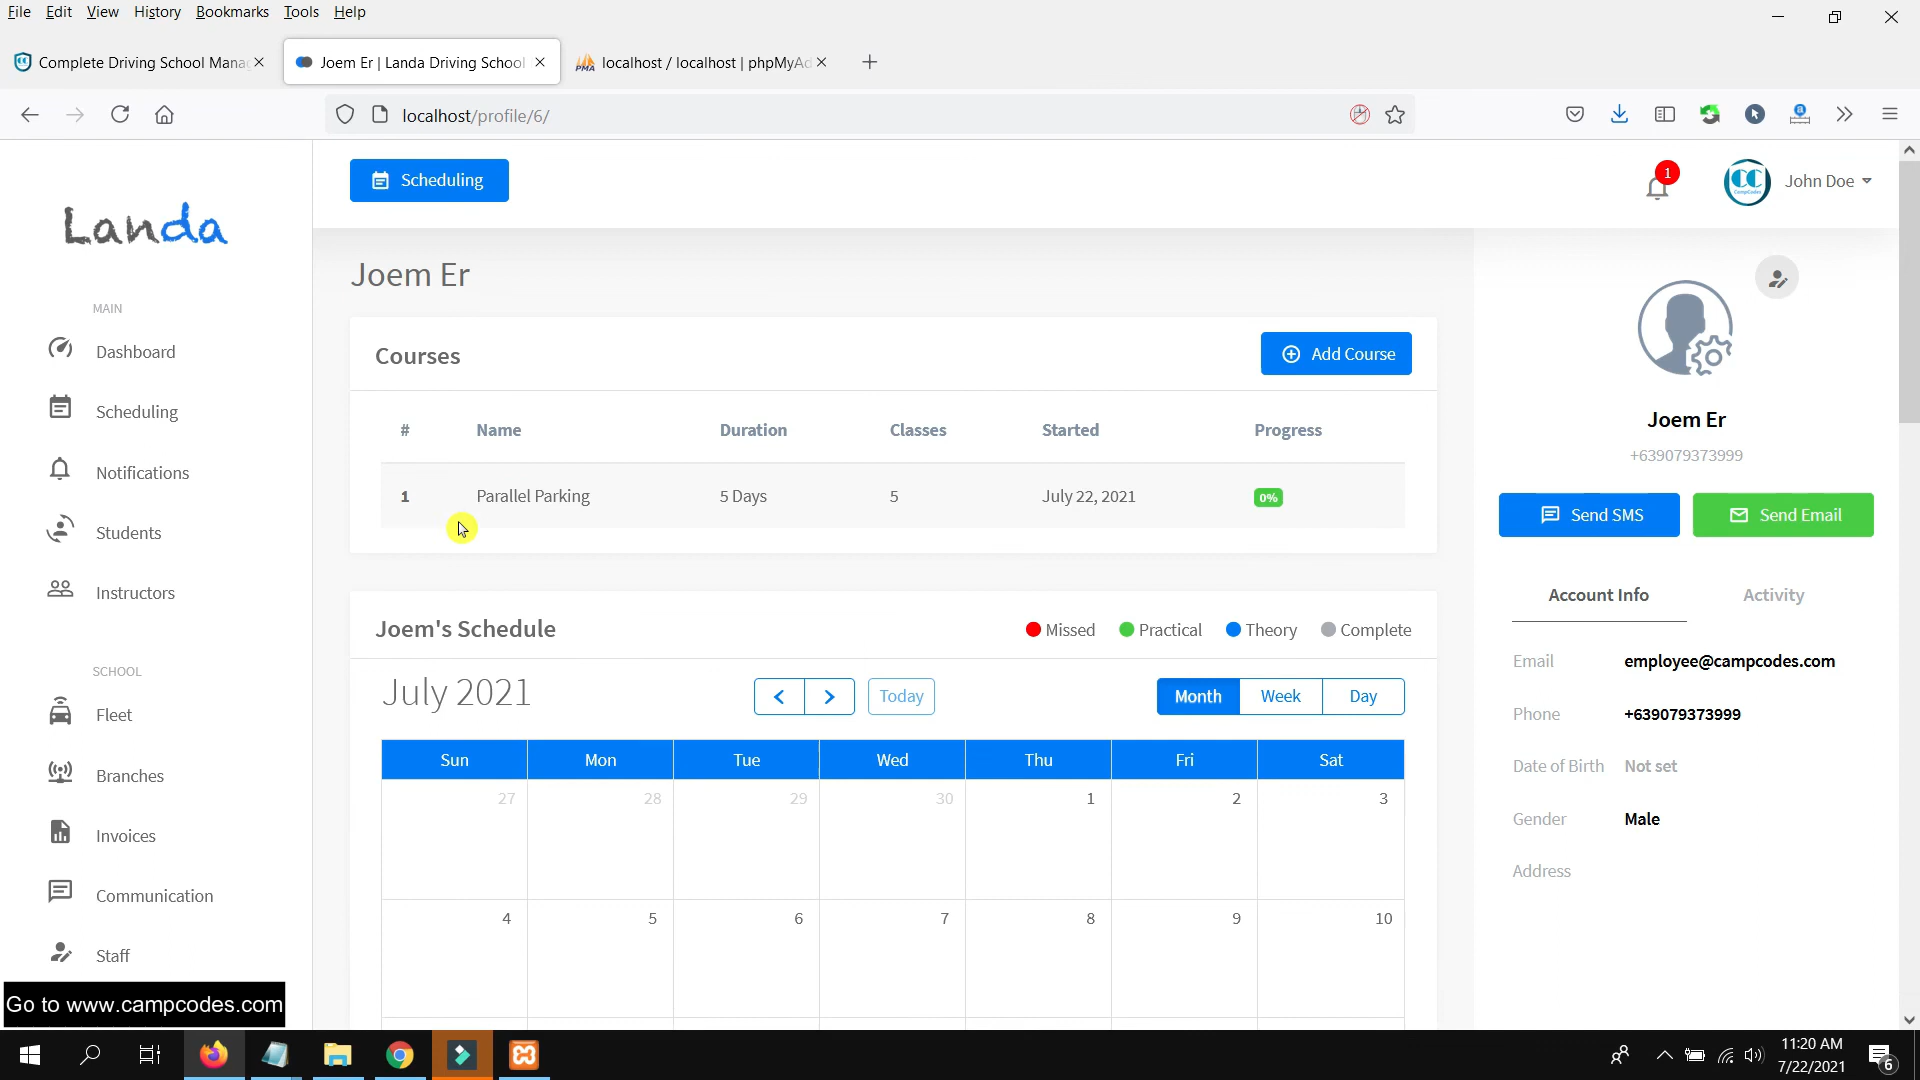 File Edit View History Bookmarks Tools Help
Complete Driving School Mana
Joem Er | Landa Driving School
localhost / localhost | phpMyAd
localhost/profile/6/
Landa
Scheduling
1
John Doe
MAIN
Dashboard
Scheduling
Notifications
Students
Instructors
SCHOOL
Fleet
Branches
Invoices
Communication
Staff
Joem Er
Courses
Add Course
# Name Duration Classes Started Progress
1 Parallel Parking 5 Days 5 July 22, 2021 0%
Joem's Schedule
Missed Practical Theory Complete
July 2021
Today
Month Week Day
Sun Mon Tue Wed Thu Fri Sat
27 28 29 30 1 2 3
4 5 6 7 8 9 10
CC
CampCodes
Joem Er
+639079373999
Send SMS
Send Email
Account Info Activity
Email employee@campcodes.com
Phone +639079373999
Date of Birth Not set
Gender Male
Address
Go to www.campcodes.com
11:20 AM
7/22/2021
6